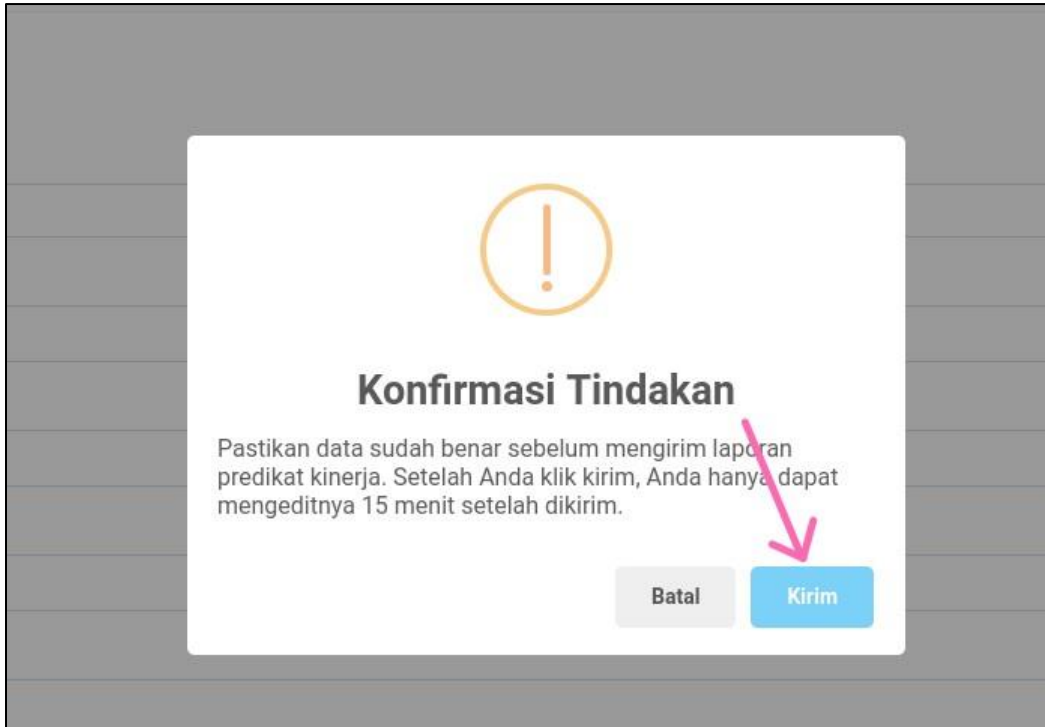 Konfirmasi Tindakan
Pastikan data sudah benar sebelum mengirim laporan
predikat kinerja. Setelah Anda klik kirim, Anda hanya dapat
mengeditnya 15 menit setelah dikirim.
Batal
Kirim